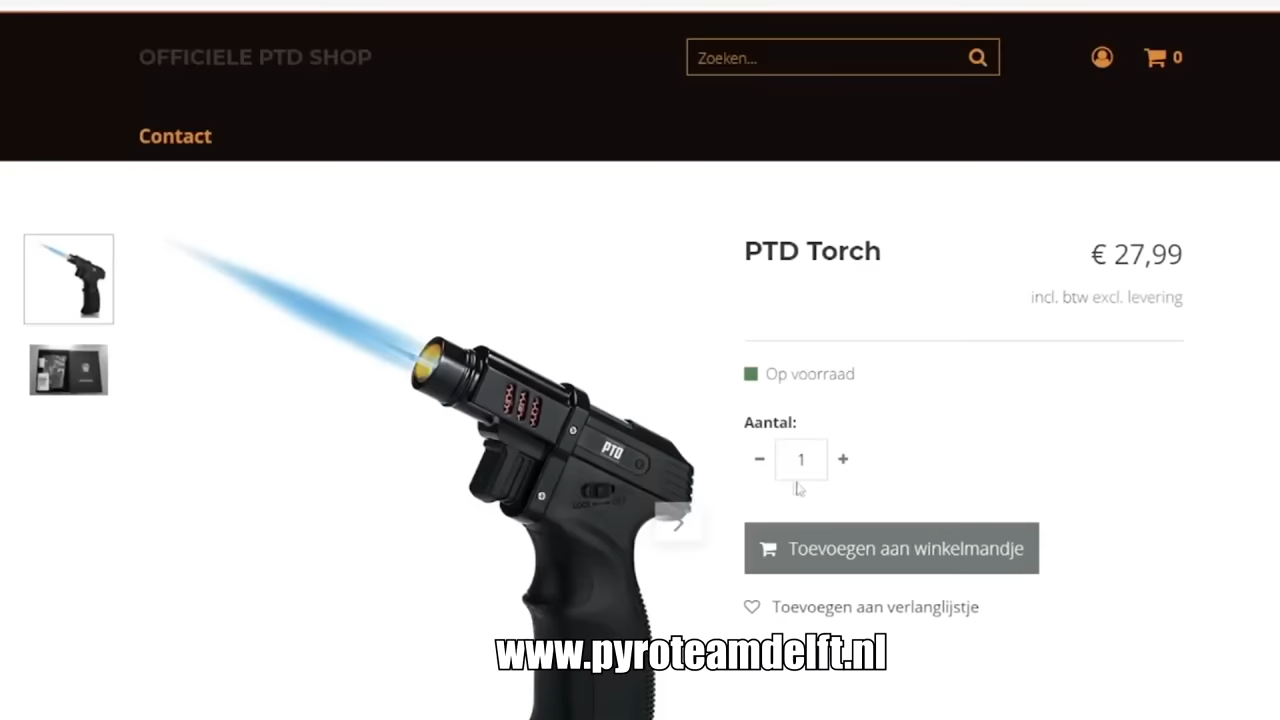 OFFICIELE PTD SHOP
Zoeken...
0
Contact
PTD Torch
€ 27,99
incl. btw excl. levering
Op voorraad
Aantal:
− 1 +
PTD
Toevoegen aan winkelmandje
Toevoegen aan verlanglijstje
www.pyroteamdelft.nl